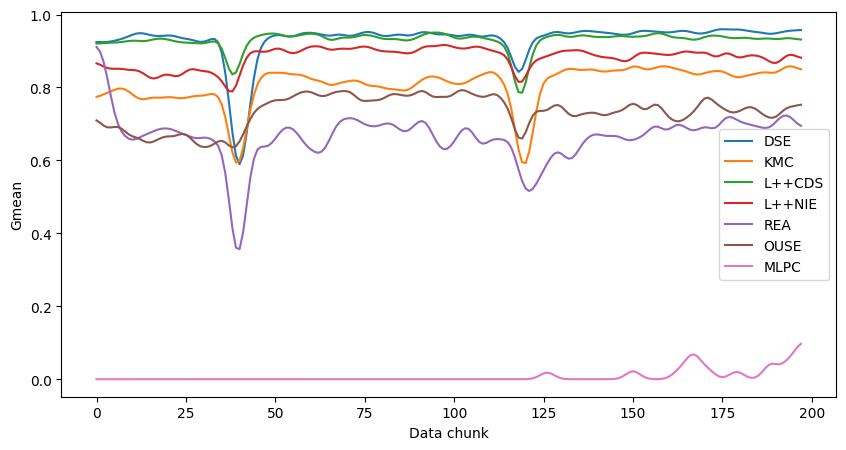 1.0
0.8
0.6
0.4
0.2
0.0
Gmean
DSE
KMC
L++CDS
L++NIE
REA
OUSE
MLPC
0 25 50 75 100 125 150 175 200
Data chunk